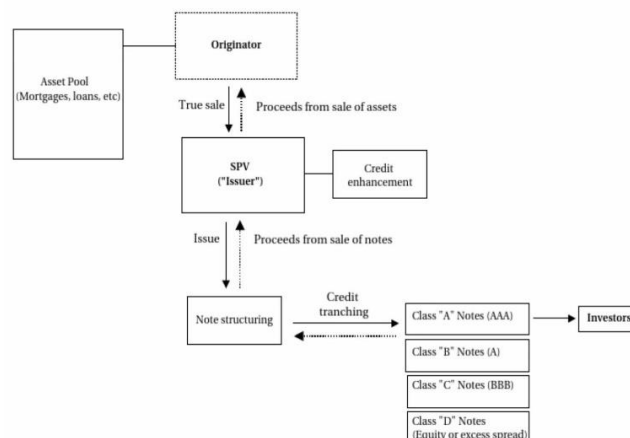 Originator
Asset Pool
(Mortgages, loans, etc)
True sale
Proceeds from sale of assets
SPV
("Issuer")
Credit
enhancement
Issue
Proceeds from sale of notes
Note structuring
Credit
tranching
Class "A" Notes (AAA)
Investors
Class "B" Notes (A)
Class "C" Notes (BBB)
Class "D" Notes
(Equity or excess spread)